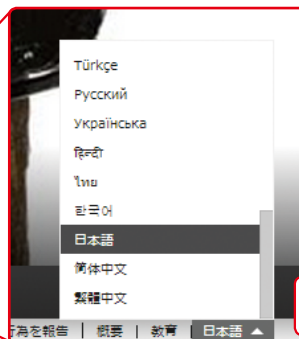 Türkçe
Русский
Українська
हिन्दी
ไทย
한국어
日本語
简体中文
繁體中文
行為を報告 | 概要 | 教育 | 日本語 ▲